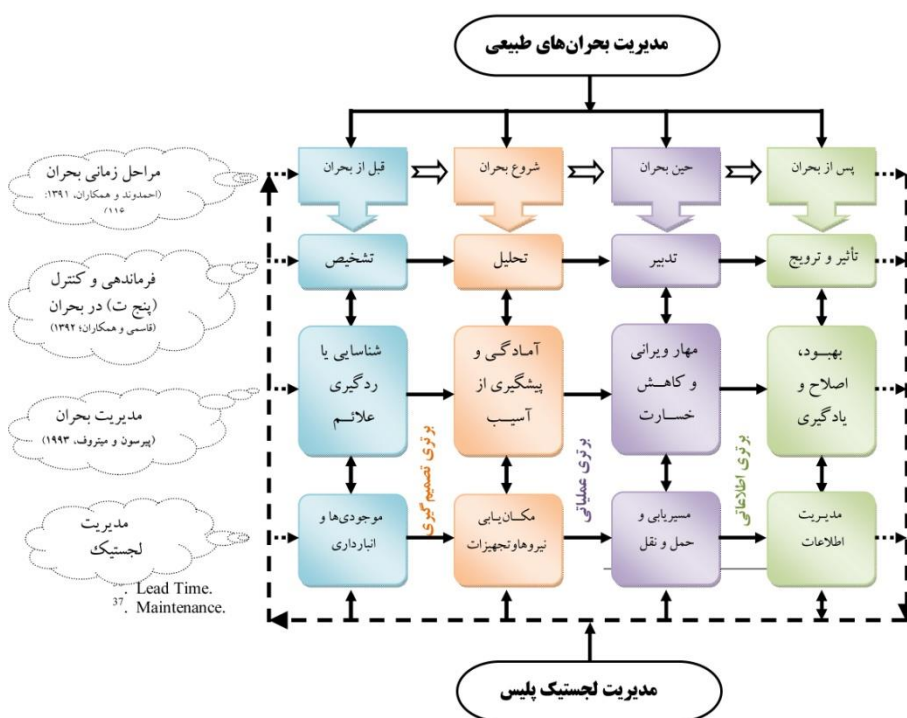 مدیریت بحران‌های طبیعی
مراحل زمانی بحران
(احمدوند و همکاران، ۱۳۹۱:
۱۱۵)
قبل از بحران
شروع بحران
حین بحران
پس از بحران
فرماندهی و کنترل
(پنج ت) در بحران
(قاسمی و همکاران؛ ۱۳۹۲)
تشخیص
تحلیل
تدبیر
تأثیر و ترویج
مدیریت بحران
(پیرسون و میتروف، ۱۹۹۳)
شناسایی یا
ردگیری
علائم
آمادگی و
پیشگیری از
آسیب
مهار ویرانی
و کاهش
خسارت
بهبود،
اصلاح و
یادگیری
برتری تصمیم‌گیری
برتری عملیاتی
برتری اطلاعاتی
مدیریت
لجستیک
موجودی‌ها و
انبارداری
مکان‌یابی
نیروها و تجهیزات
مسیریابی و
حمل و نقل
مدیریت
اطلاعات
. Lead Time.
37. Maintenance.
مدیریت لجستیک پلیس